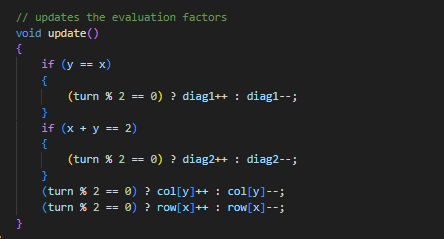 // updates the evaluation factors
void update()
{
    if (y == x)
    {
        (turn % 2 == 0) ? diag1++ : diag1--;
    }
    if (x + y == 2)
    {
        (turn % 2 == 0) ? diag2++ : diag2--;
    }
    (turn % 2 == 0) ? col[y]++ : col[y]--;
    (turn % 2 == 0) ? row[x]++ : row[x]--;
}